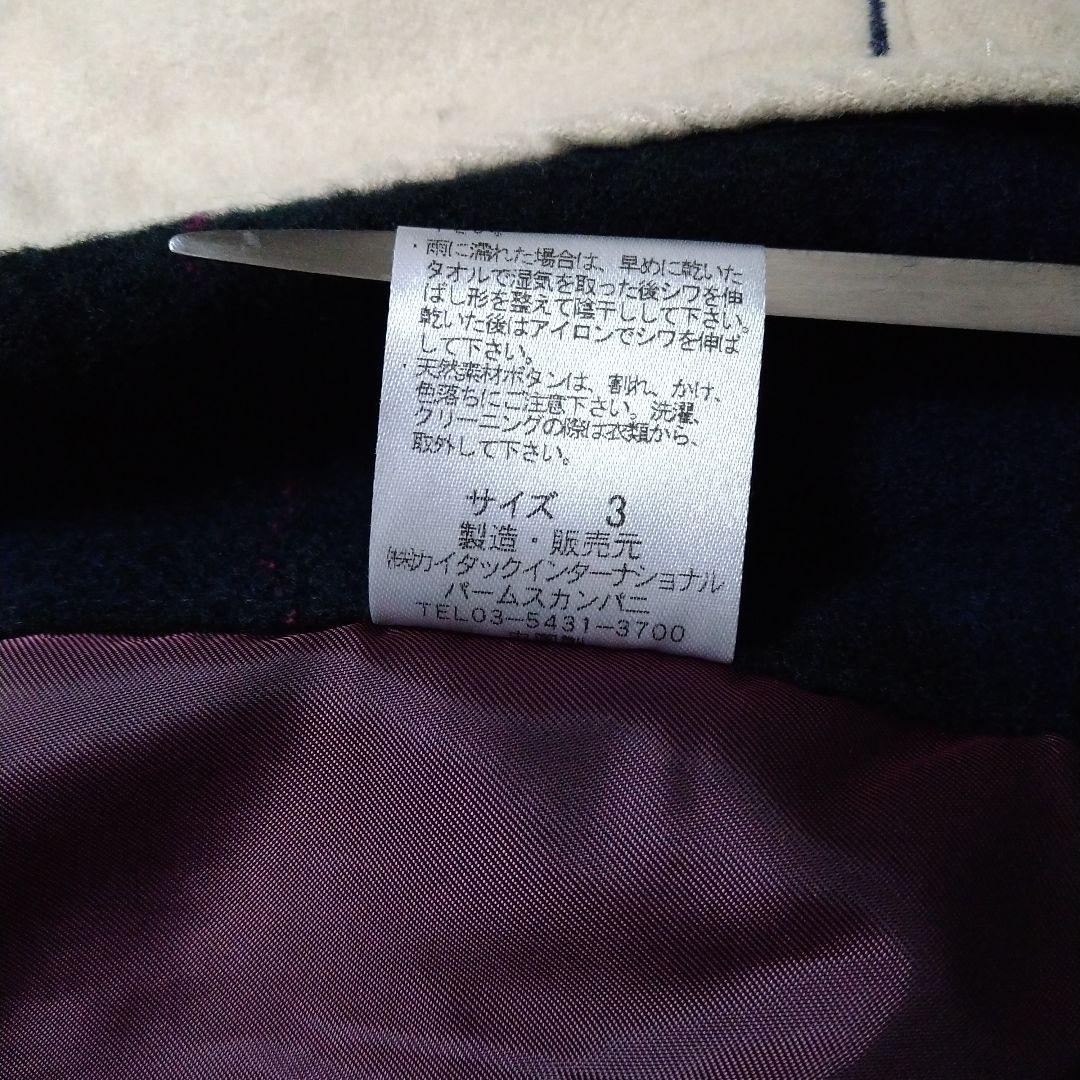 ・雨に濡れた場合は、早めに乾いた
タオルで湿気を取った後シワを伸
ばし形を整えて陰干しして下さい。
乾いた後はアイロンでシワを伸ば
して下さい。
・天然素材ボタンは、割れ、かけ、
色落ちにご注意下さい。洗濯、
クリーニングの際は衣類から、
取外して下さい。
サイズ 3
製造・販売元
(株)カイタックインターナショナル
パームスカンパニ
TEL03-5431-3700